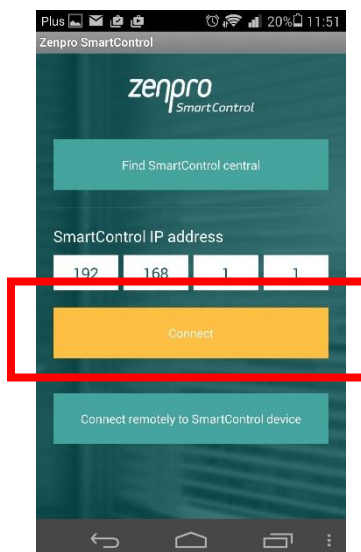 Plus 20% 11:51
Zenpro SmartControl
zenpro
SmartControl
Find SmartControl central
SmartControl IP address
192 168 1 1
Connect
Connect remotely to SmartControl device